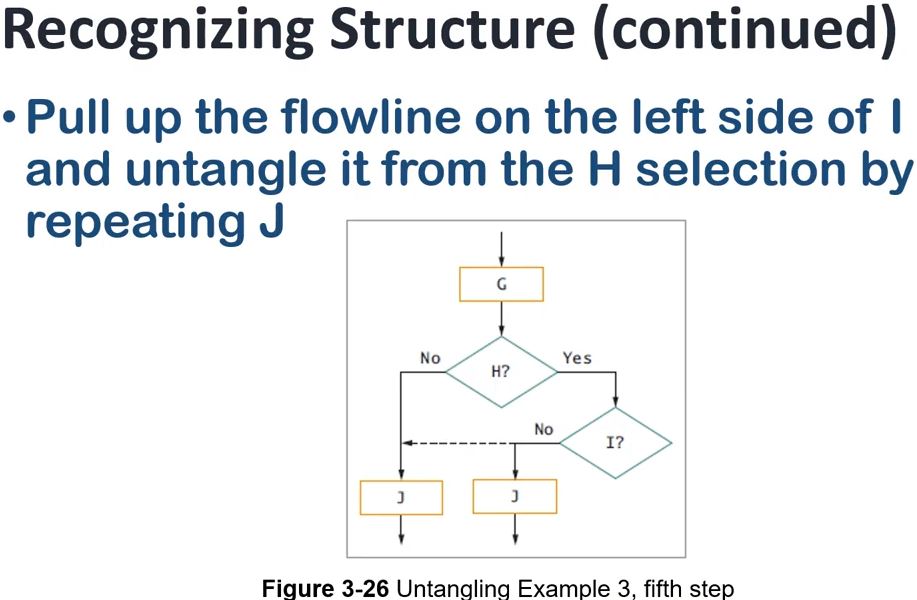 Recognizing Structure (continued)
• Pull up the flowline on the left side of I
and untangle it from the H selection by
repeating J
G
No
H?
Yes
No
I?
J
J
Figure 3-26 Untangling Example 3, fifth step